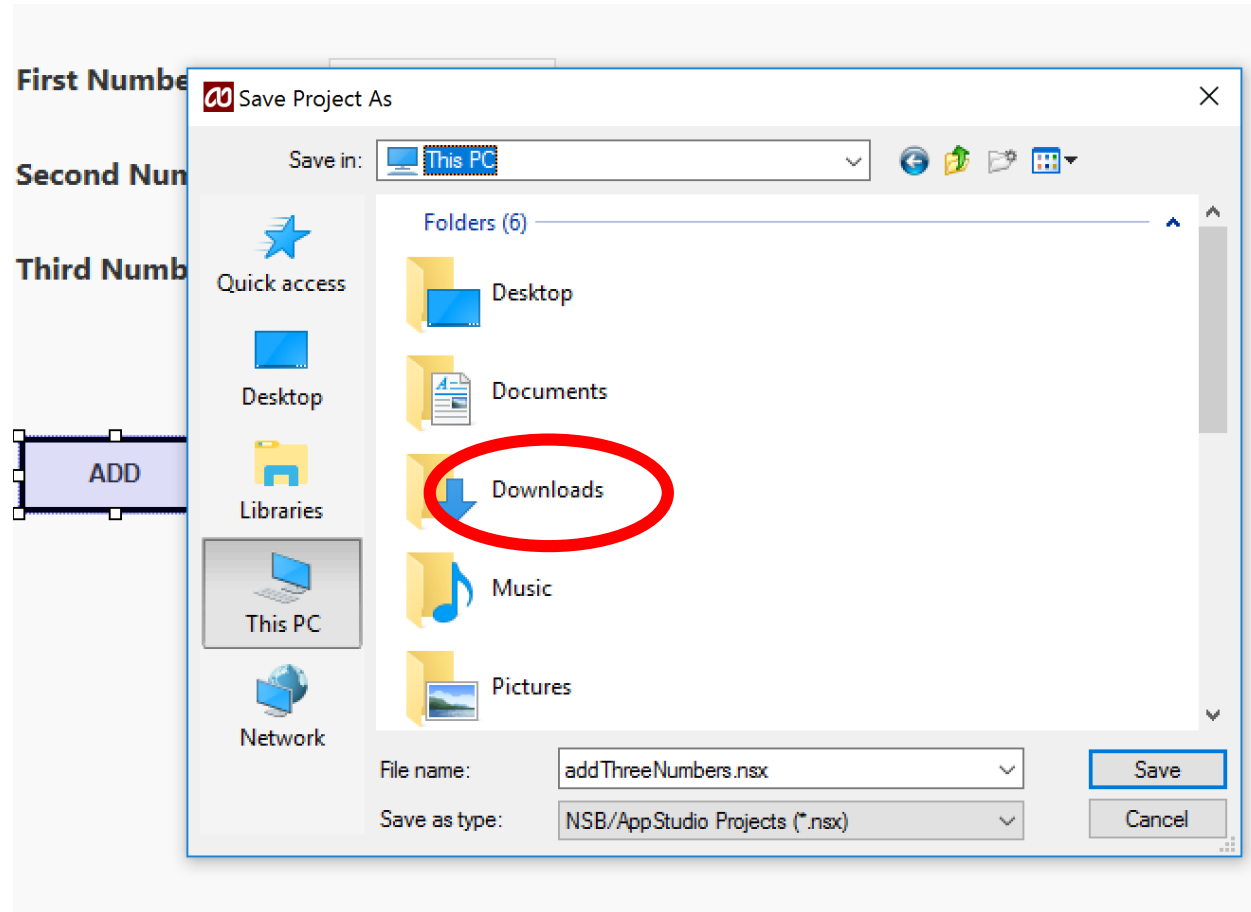 First Numbe
Save Project As
Save in:
This PC
Second Num
Folders (6)
Third Numb
Quick access
Desktop
Desktop
Documents
ADD
Libraries
Downloads
This PC
Music
Network
Pictures
File name:
addThreeNumbers.nsx
Save
Save as type:
NSB/AppStudio Projects (*.nsx)
Cancel